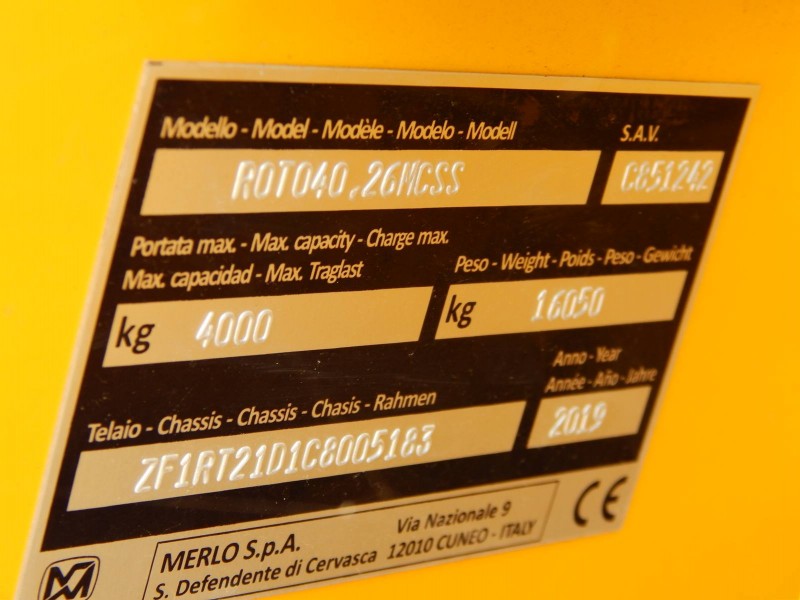 Modello - Model - Modèle - Modelo - Modell
S.A.V.
ROTO40.26MCSS
C851242
Portata max. - Max. capacity - Charge max.
Max. capacidad - Max. Traglast
Peso - Weight - Poids - Peso - Gewicht
kg 4000
kg 16050
Anno - Year
Année - Año - Jahre
Telaio - Chassis - Chassis - Chasis - Rahmen
2019
ZF1RT21D1C8005183
MERLO S.p.A.
Via Nazionale 9
S. Defendente di Cervasca
12010 CUNEO - ITALY
CE